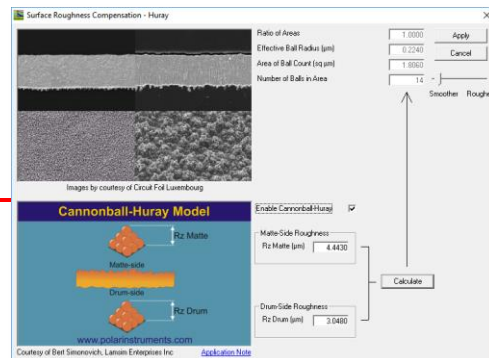 Surface Roughness Compensation - Huray
Ratio of Areas 1.0000 Apply
Effective Ball Radius (µm) 0.2240 Cancel
Area of Ball Count (sq µm) 1.8060
Number of Balls in Area 14
Smoother Rougher
Images by courtesy of Circuit Foil Luxembourg
Cannonball-Huray Model
Rz Matte
Matte-side
Drum-side
Rz Drum
www.polarinstruments.com
Courtesy of Bert Simonovich, Lamsim Enterprises Inc Application Note
Enable Cannonball-Huray
Matte-Side Roughness
Rz Matte (µm) 4.4430
Calculate
Drum-Side Roughness
Rz Drum (µm) 3.0480